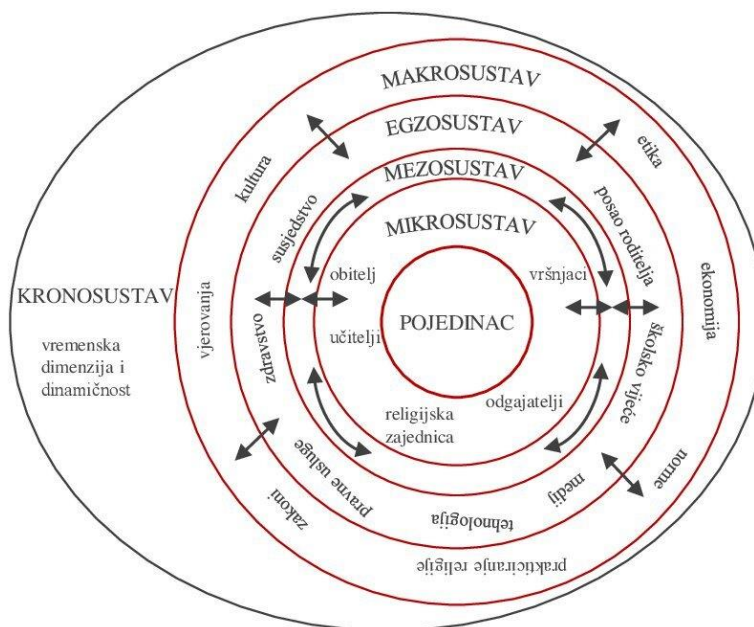 MAKROSUSTAV
EGZOSUSTAV
MEZOSUSTAV
MIKROSUSTAV
POJEDINAC
KRONOSUSTAV
vremenska
dimenzija i
dinamičnost
obitelj
vršnjaci
učitelji
odgajatelji
religijska
zajednica
susjedstvo
posao roditelja
zdravstvo
školsko vijeće
pravne usluge
tehnologija
medij
kultura
etika
vjerovanja
ekonomija
zakoni
norme
prakticiranje religije